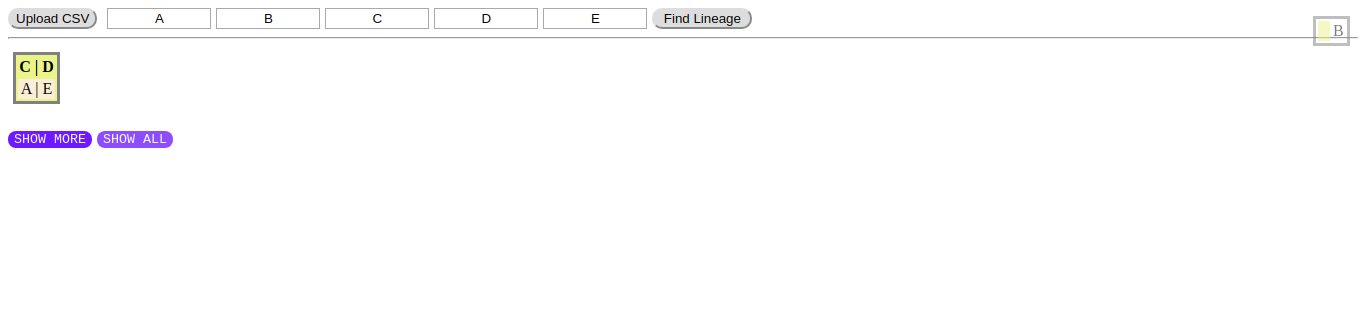 Upload CSV A B C D E Find Lineage
B
C | D
A | E
SHOW MORE SHOW ALL